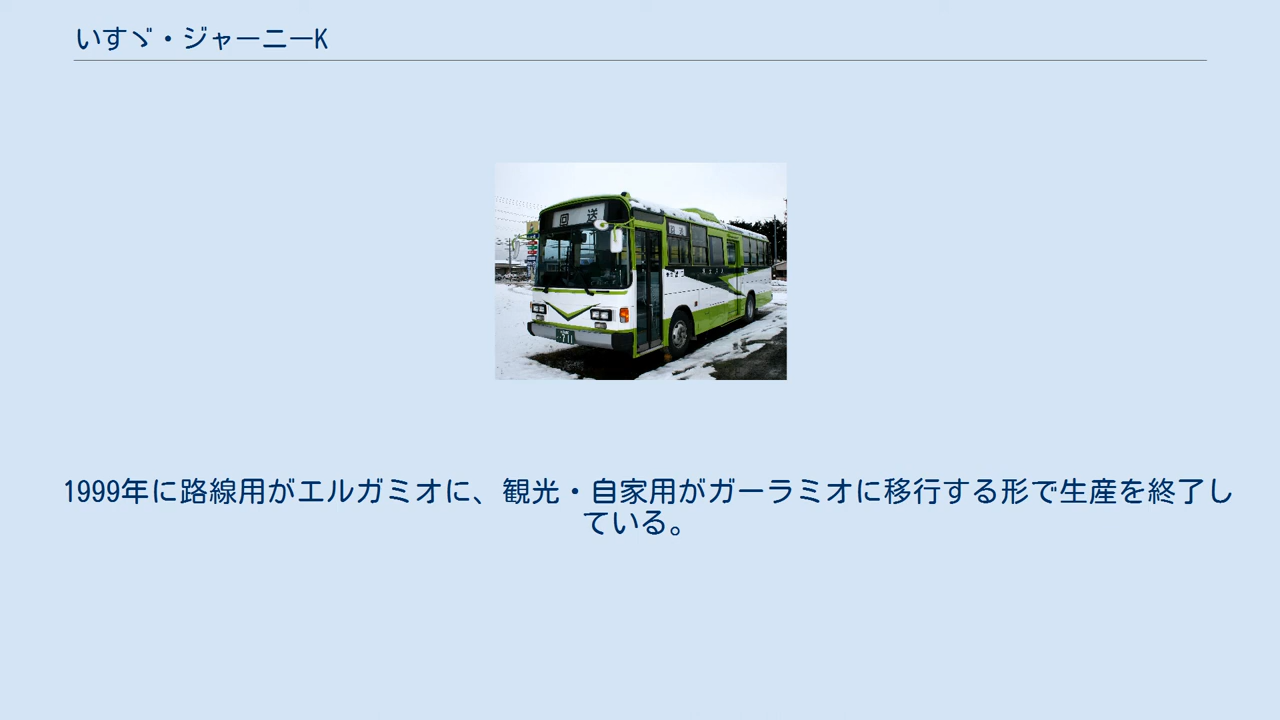 いすゞ・ジャーニーK
回送
1999年に路線用がエルガミオに、観光・自家用がガーラミオに移行する形で生産を終了し
ている。